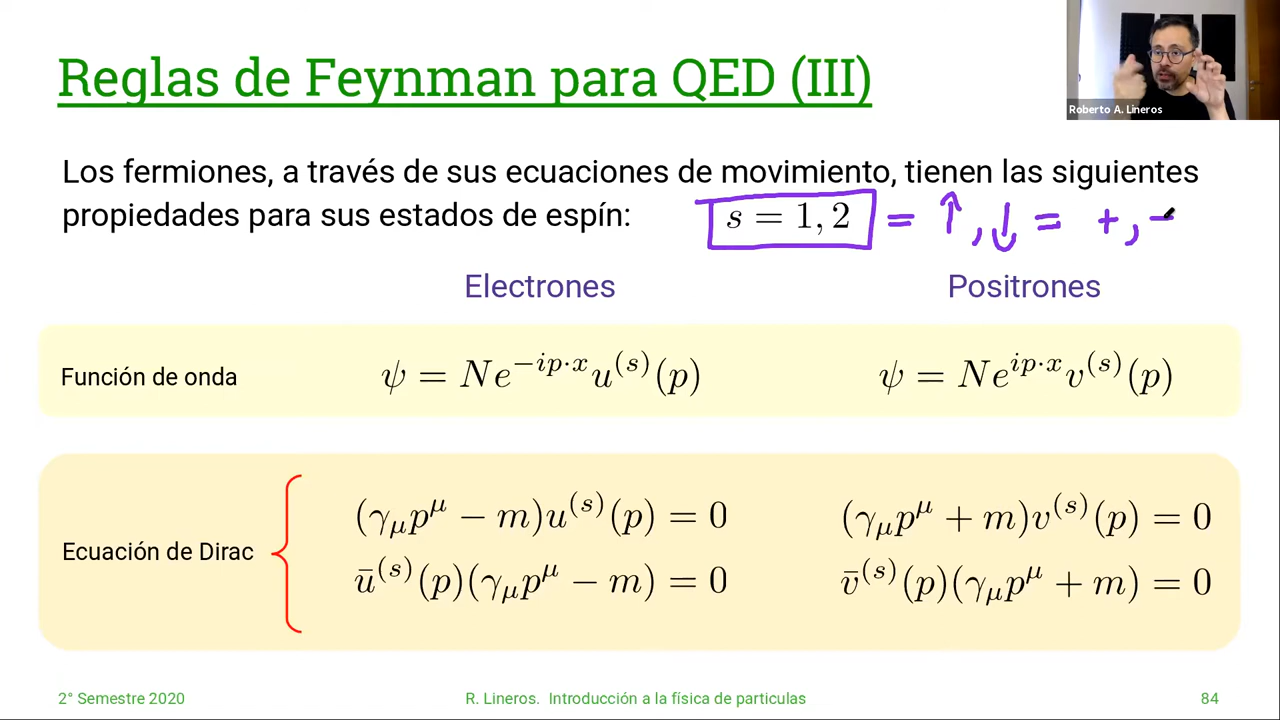 Reglas de Feynman para QED (III)
Roberto A. Lineros
Los fermiones, a través de sus ecuaciones de movimiento, tienen las siguientes
propiedades para sus estados de espín: s = 1, 2 = ↑, ↓ = +, -
Electrones Positrones
Función de onda ψ = Ne^{-ip·x}u^{(s)}(p) ψ = Ne^{ip·x}v^{(s)}(p)
(γ_μp^μ − m)u^{(s)}(p) = 0 (γ_μp^μ + m)v^{(s)}(p) = 0
Ecuación de Dirac
ū^{(s)}(p)(γ_μp^μ − m) = 0 v̄^{(s)}(p)(γ_μp^μ + m) = 0
2° Semestre 2020 R. Lineros. Introducción a la física de particulas 84